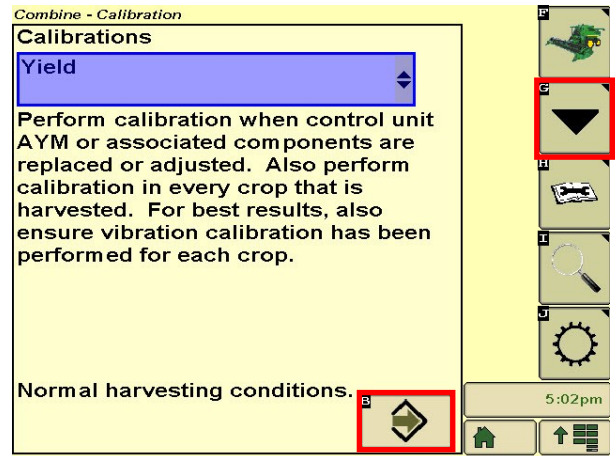 Combine - Calibration
Calibrations
Yield
Perform calibration when control unit
AYM or associated components are
replaced or adjusted. Also perform
calibration in every crop that is
harvested. For best results, also
ensure vibration calibration has been
performed for each crop.
Normal harvesting conditions.
B
F
G
H
I
J
5:02pm